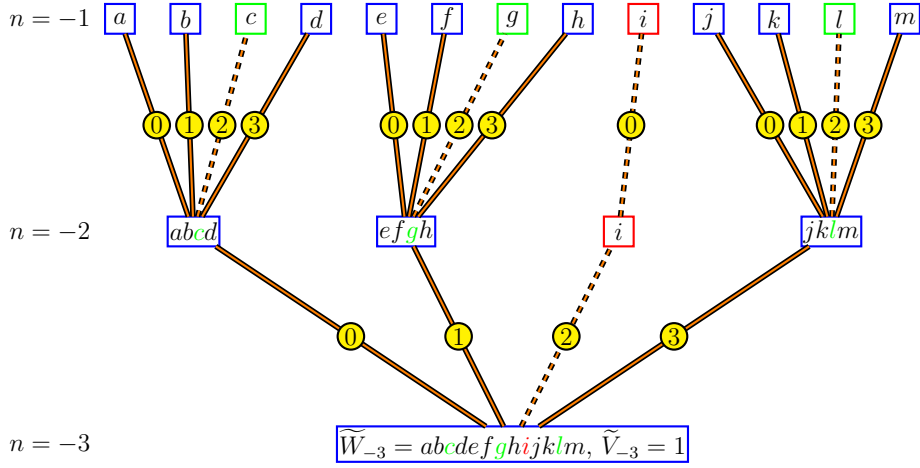 n = −1 a b c d e f g h i j k l m
0 1 2 3 0 1 2 3 0 0 1 2 3
n = −2 abcd efgh i jklm
0 1 2 3
n = −3 W̃₋₃ = abcdefghijklm, Ṽ₋₃ = 1